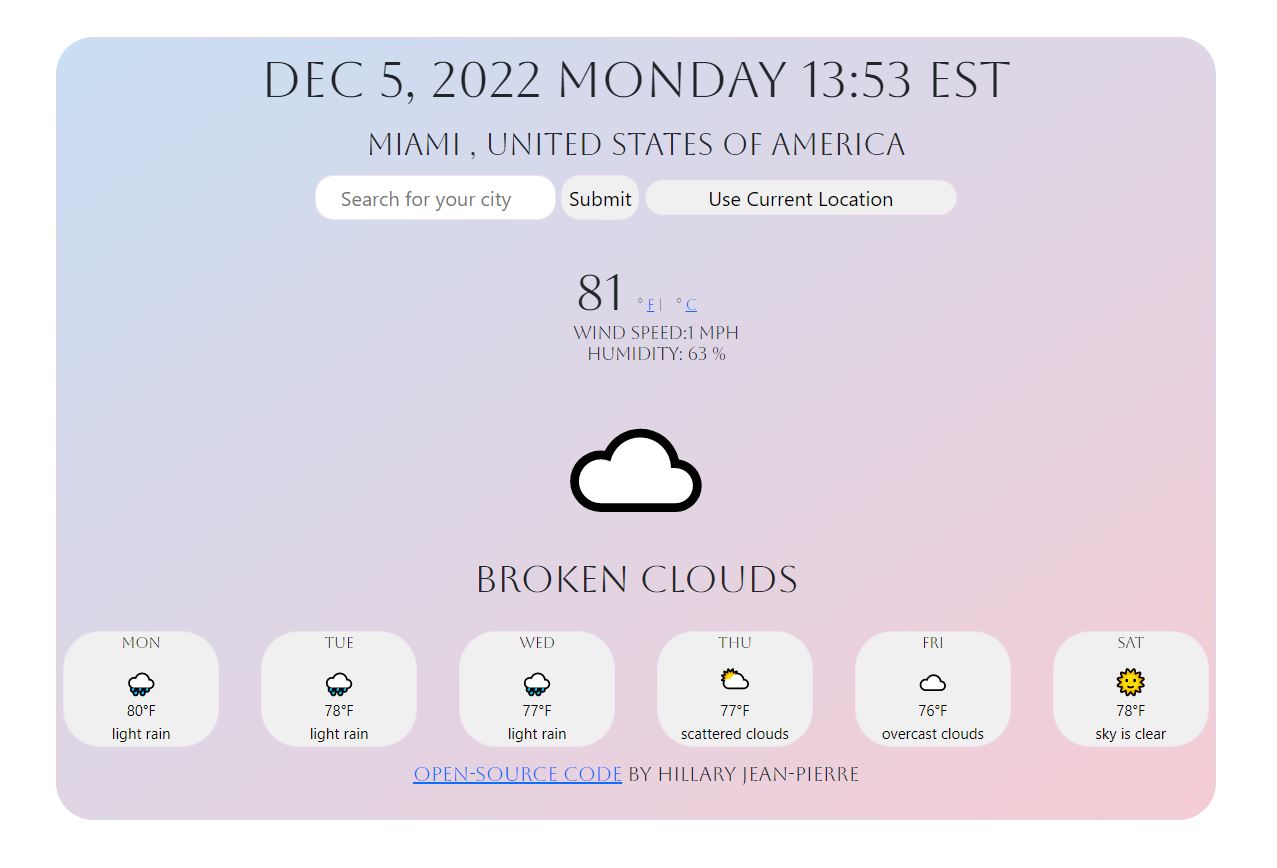 DEC 5, 2022 MONDAY 13:53 EST
MIAMI , UNITED STATES OF AMERICA
Search for your city Submit Use Current Location
81 °F| °C
WIND SPEED:1 MPH
HUMIDITY: 63 %
BROKEN CLOUDS
MON TUE WED THU FRI SAT
80°F 78°F 77°F 77°F 76°F 78°F
light rain light rain light rain scattered clouds overcast clouds sky is clear
OPEN-SOURCE CODE BY HILLARY JEAN-PIERRE